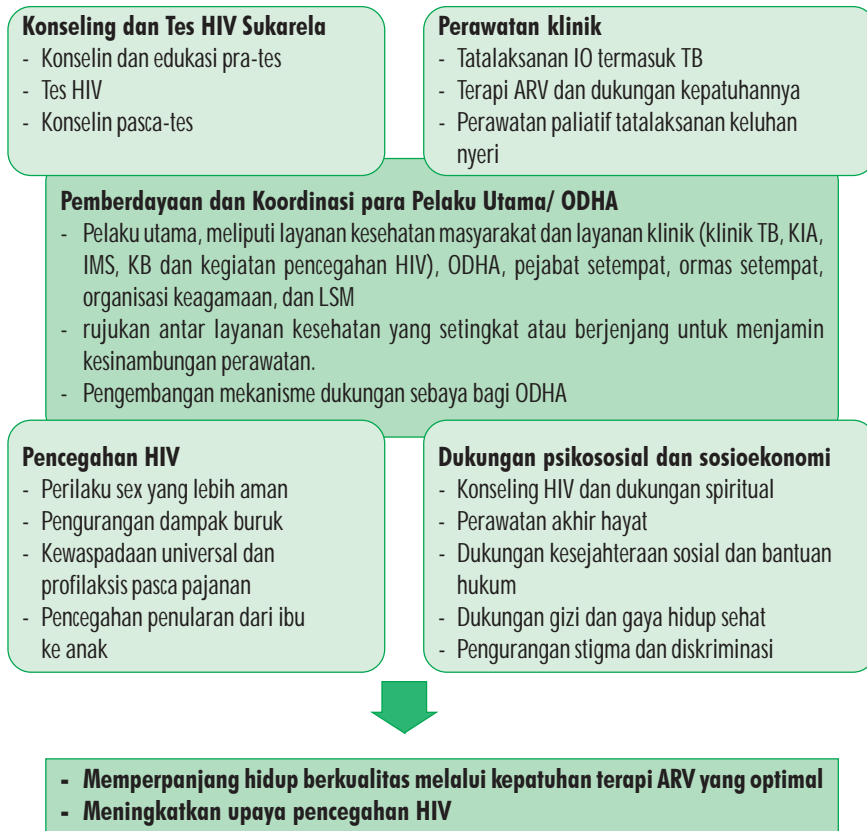 Konseling dan Tes HIV Sukarela
- Konselin dan edukasi pra-tes
- Tes HIV
- Konselin pasca-tes
Perawatan klinik
- Tatalaksanan IO termasuk TB
- Terapi ARV dan dukungan kepatuhannya
- Perawatan paliatif tatalaksanan keluhan
nyeri
Pemberdayaan dan Koordinasi para Pelaku Utama/ ODHA
- Pelaku utama, meliputi layanan kesehatan masyarakat dan layanan klinik (klinik TB, KIA,
IMS, KB dan kegiatan pencegahan HIV), ODHA, pejabat setempat, ormas setempat,
organisasi keagamaan, dan LSM
- rujukan antar layanan kesehatan yang setingkat atau berjenjang untuk menjamin
kesinambungan perawatan.
- Pengembangan mekanisme dukungan sebaya bagi ODHA
Pencegahan HIV
- Perilaku sex yang lebih aman
- Pengurangan dampak buruk
- Kewaspadaan universal dan
profilaksis pasca pajanan
- Pencegahan penularan dari ibu
ke anak
Dukungan psikososial dan sosioekonomi
- Konseling HIV dan dukungan spiritual
- Perawatan akhir hayat
- Dukungan kesejahteraan sosial dan bantuan
hukum
- Dukungan gizi dan gaya hidup sehat
- Pengurangan stigma dan diskriminasi
- Memperpanjang hidup berkualitas melalui kepatuhan terapi ARV yang optimal
- Meningkatkan upaya pencegahan HIV